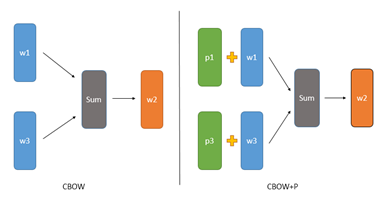 w1
Sum
w2
w3
CBOW
p1 + w1
Sum
w2
p3 + w3
CBOW+P